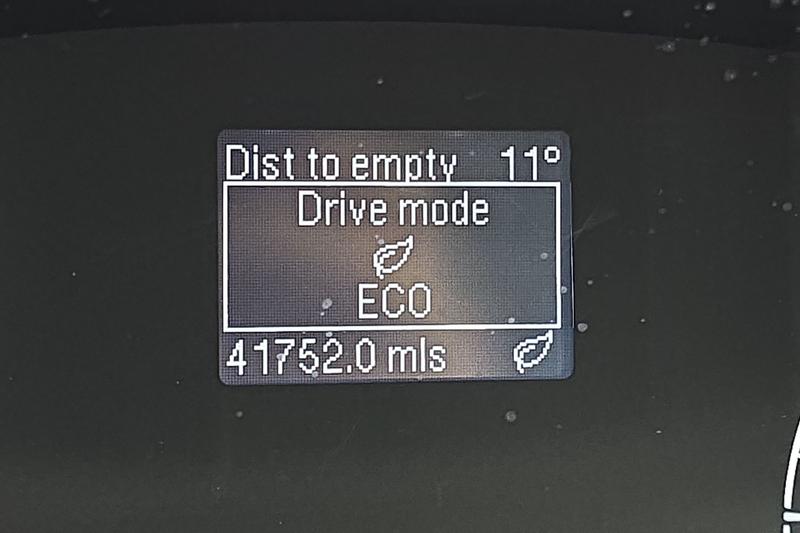 Dist to empty 11°
Drive mode
ECO
41752.0 mls